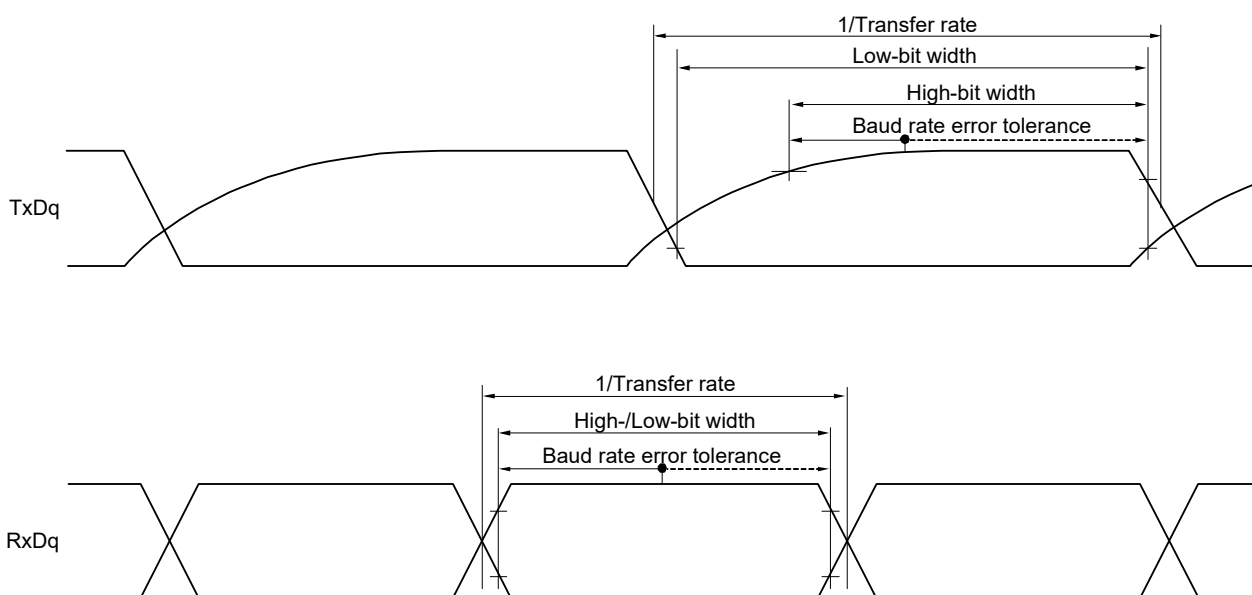 1/Transfer rate
Low-bit width
High-bit width
Baud rate error tolerance
TxDq
1/Transfer rate
High-/Low-bit width
Baud rate error tolerance
RxDq